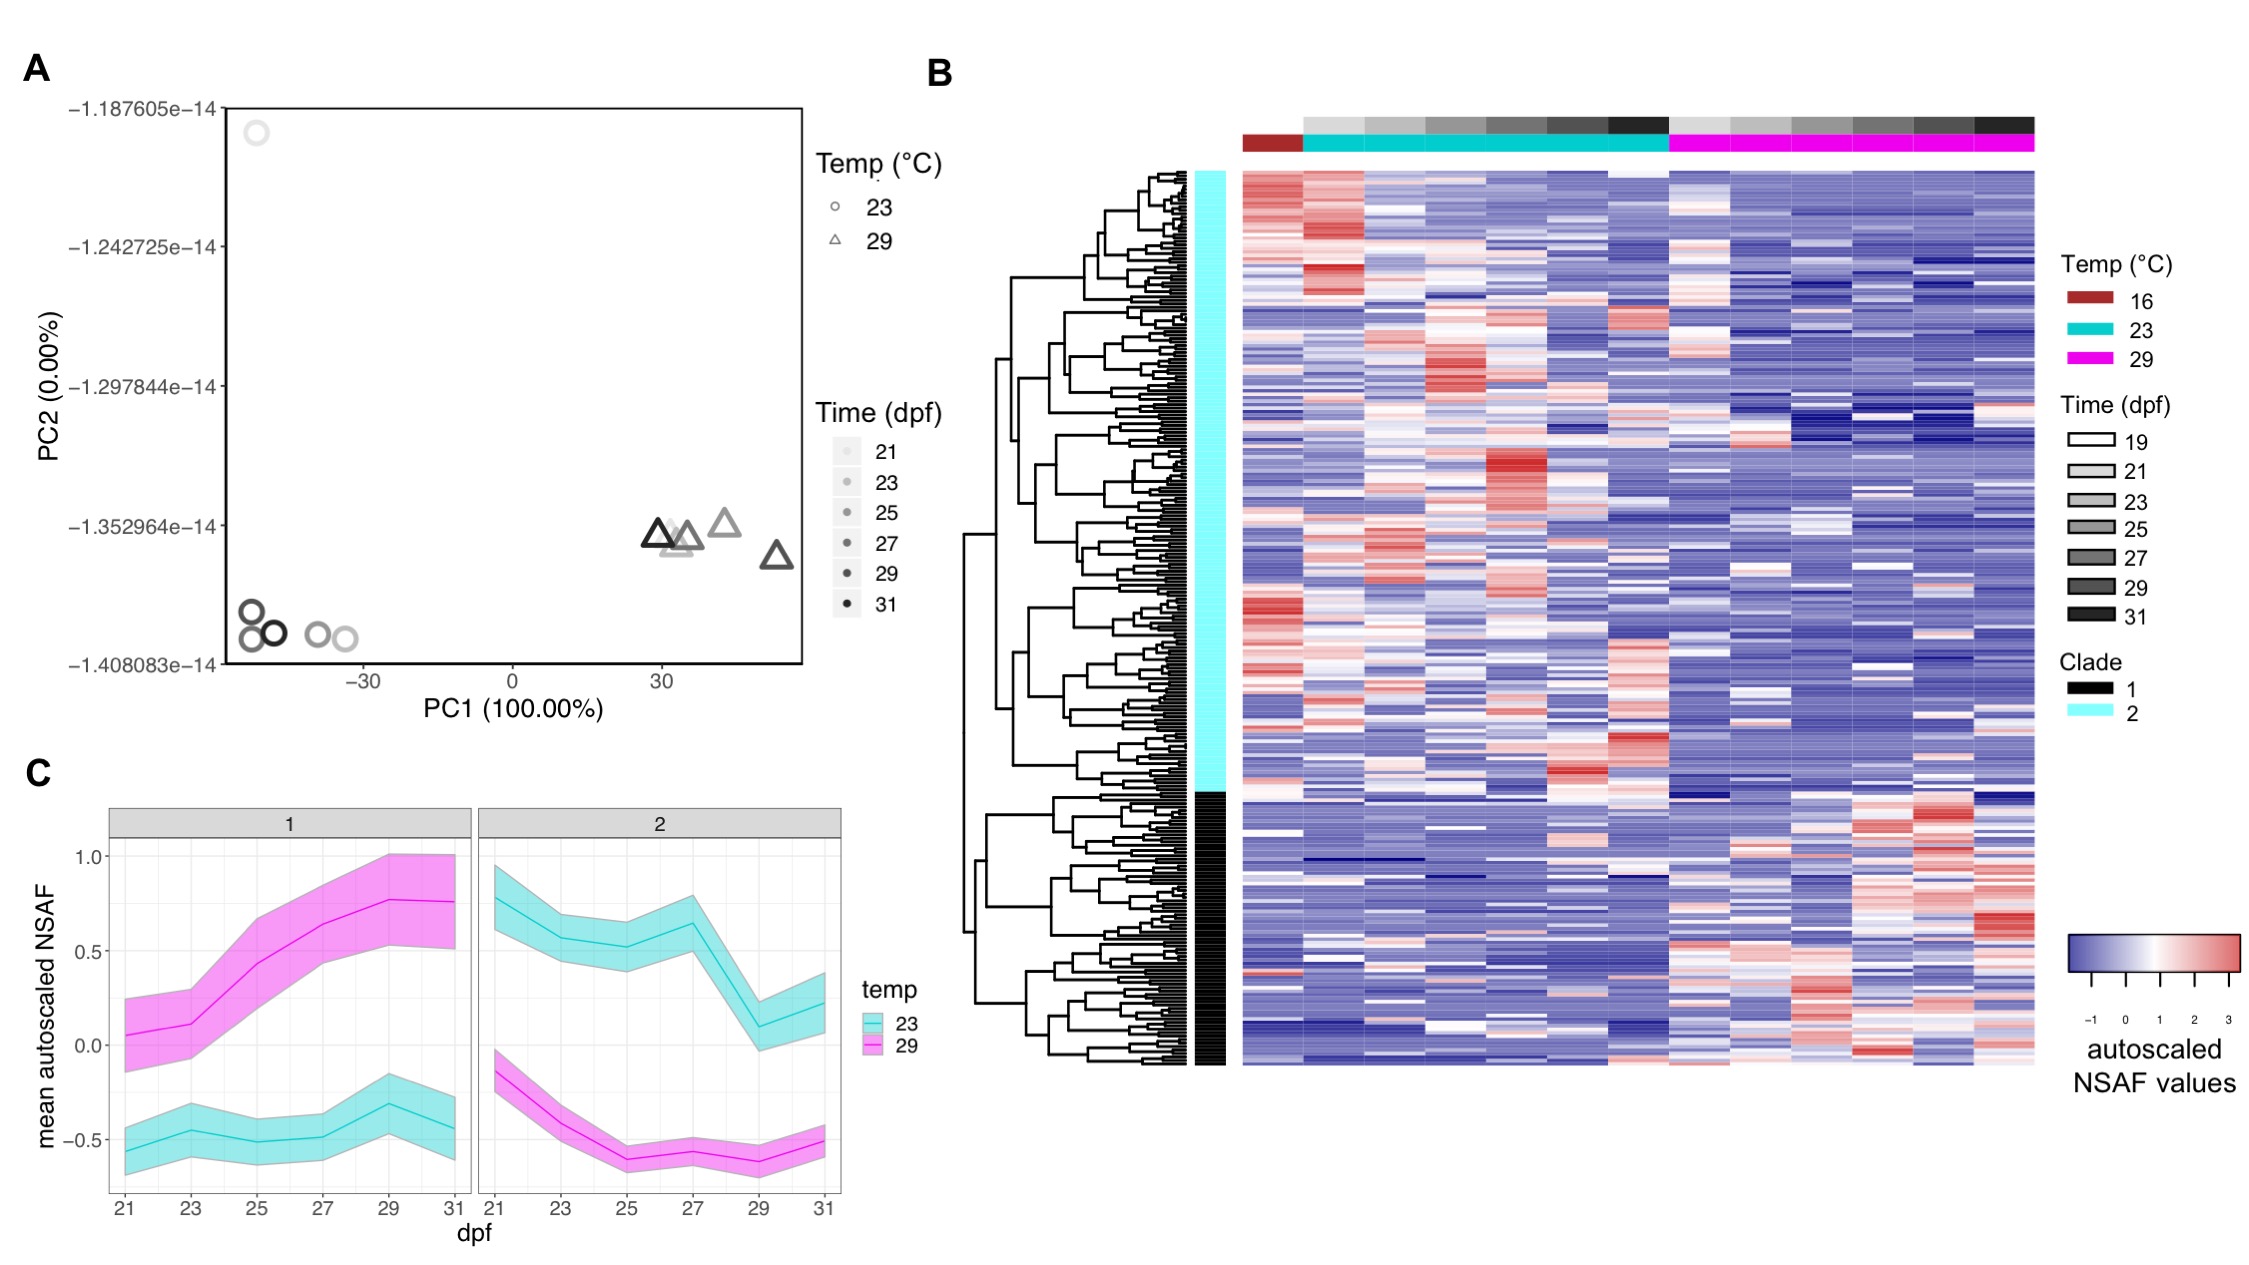 A
−1.187605e−14
−1.242725e−14
−1.297844e−14
−1.352964e−14
−1.408083e−14
PC2 (0.00%)
−30
0
30
PC1 (100.00%)
Temp (°C)
23
29
Time (dpf)
21
23
25
27
29
31
B
Temp (°C)
16
23
29
Time (dpf)
19
21
23
25
27
29
31
Clade
1
2
−1 0 1 2 3
autoscaled
NSAF values
C
1
2
1.0
0.5
0.0
−0.5
mean autoscaled NSAF
21 23 25 27 29 31
21 23 25 27 29 31
dpf
temp
23
29